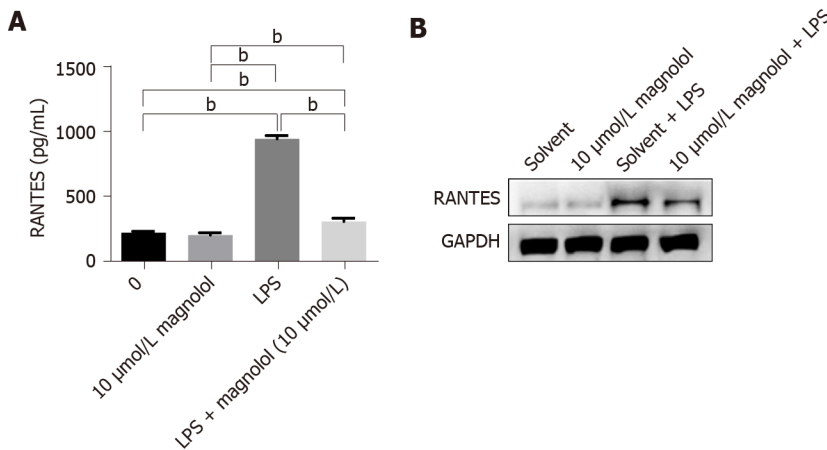 A
b
b
b
b
b
RANTES (pg/mL)
1500
1000
500
0
0
10 µmol/L magnolol
LPS
LPS + magnolol (10 µmol/L)
B
Solvent
10 µmol/L magnolol
Solvent + LPS
10 µmol/L magnolol + LPS
RANTES
GAPDH